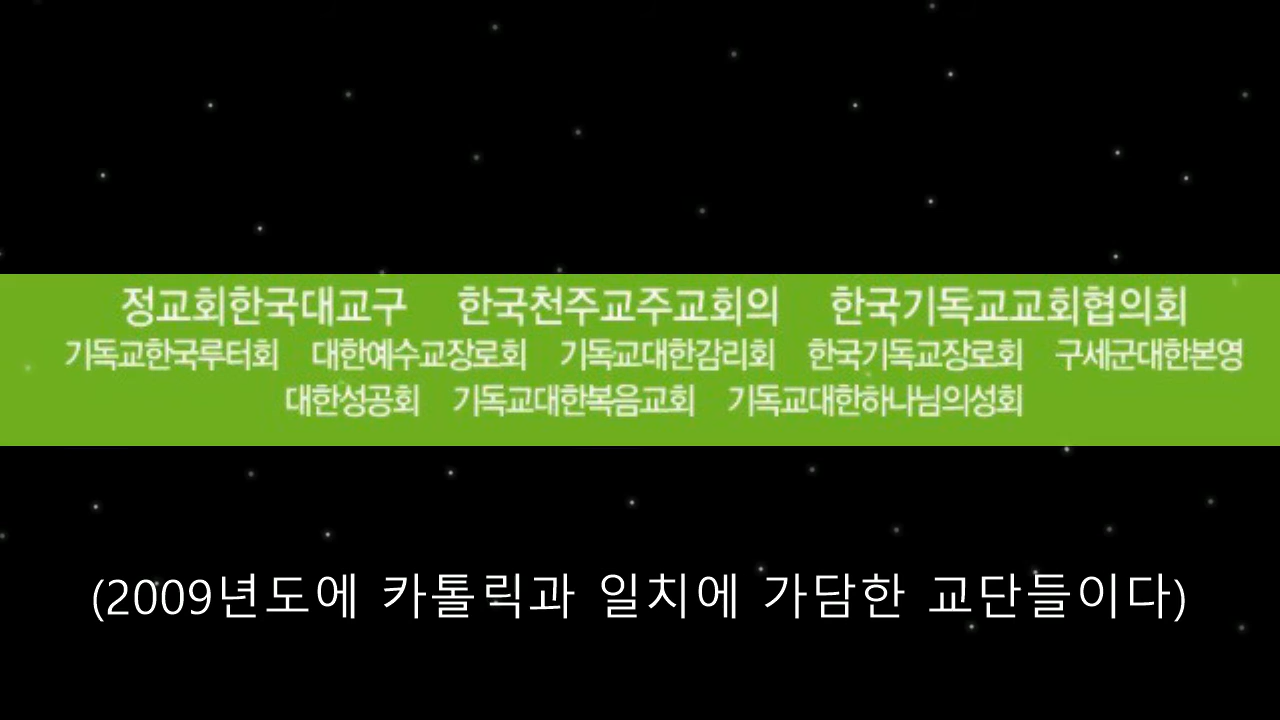 정교회한국대교구 한국천주교주교회의 한국기독교교회협의회
기독교한국루터회 대한예수교장로회 기독교대한감리회 한국기독교장로회 구세군대한본영
대한성공회 기독교대한복음교회 기독교대한하나님의성회
(2009년도에 카톨릭과 일치에 가담한 교단들이다)